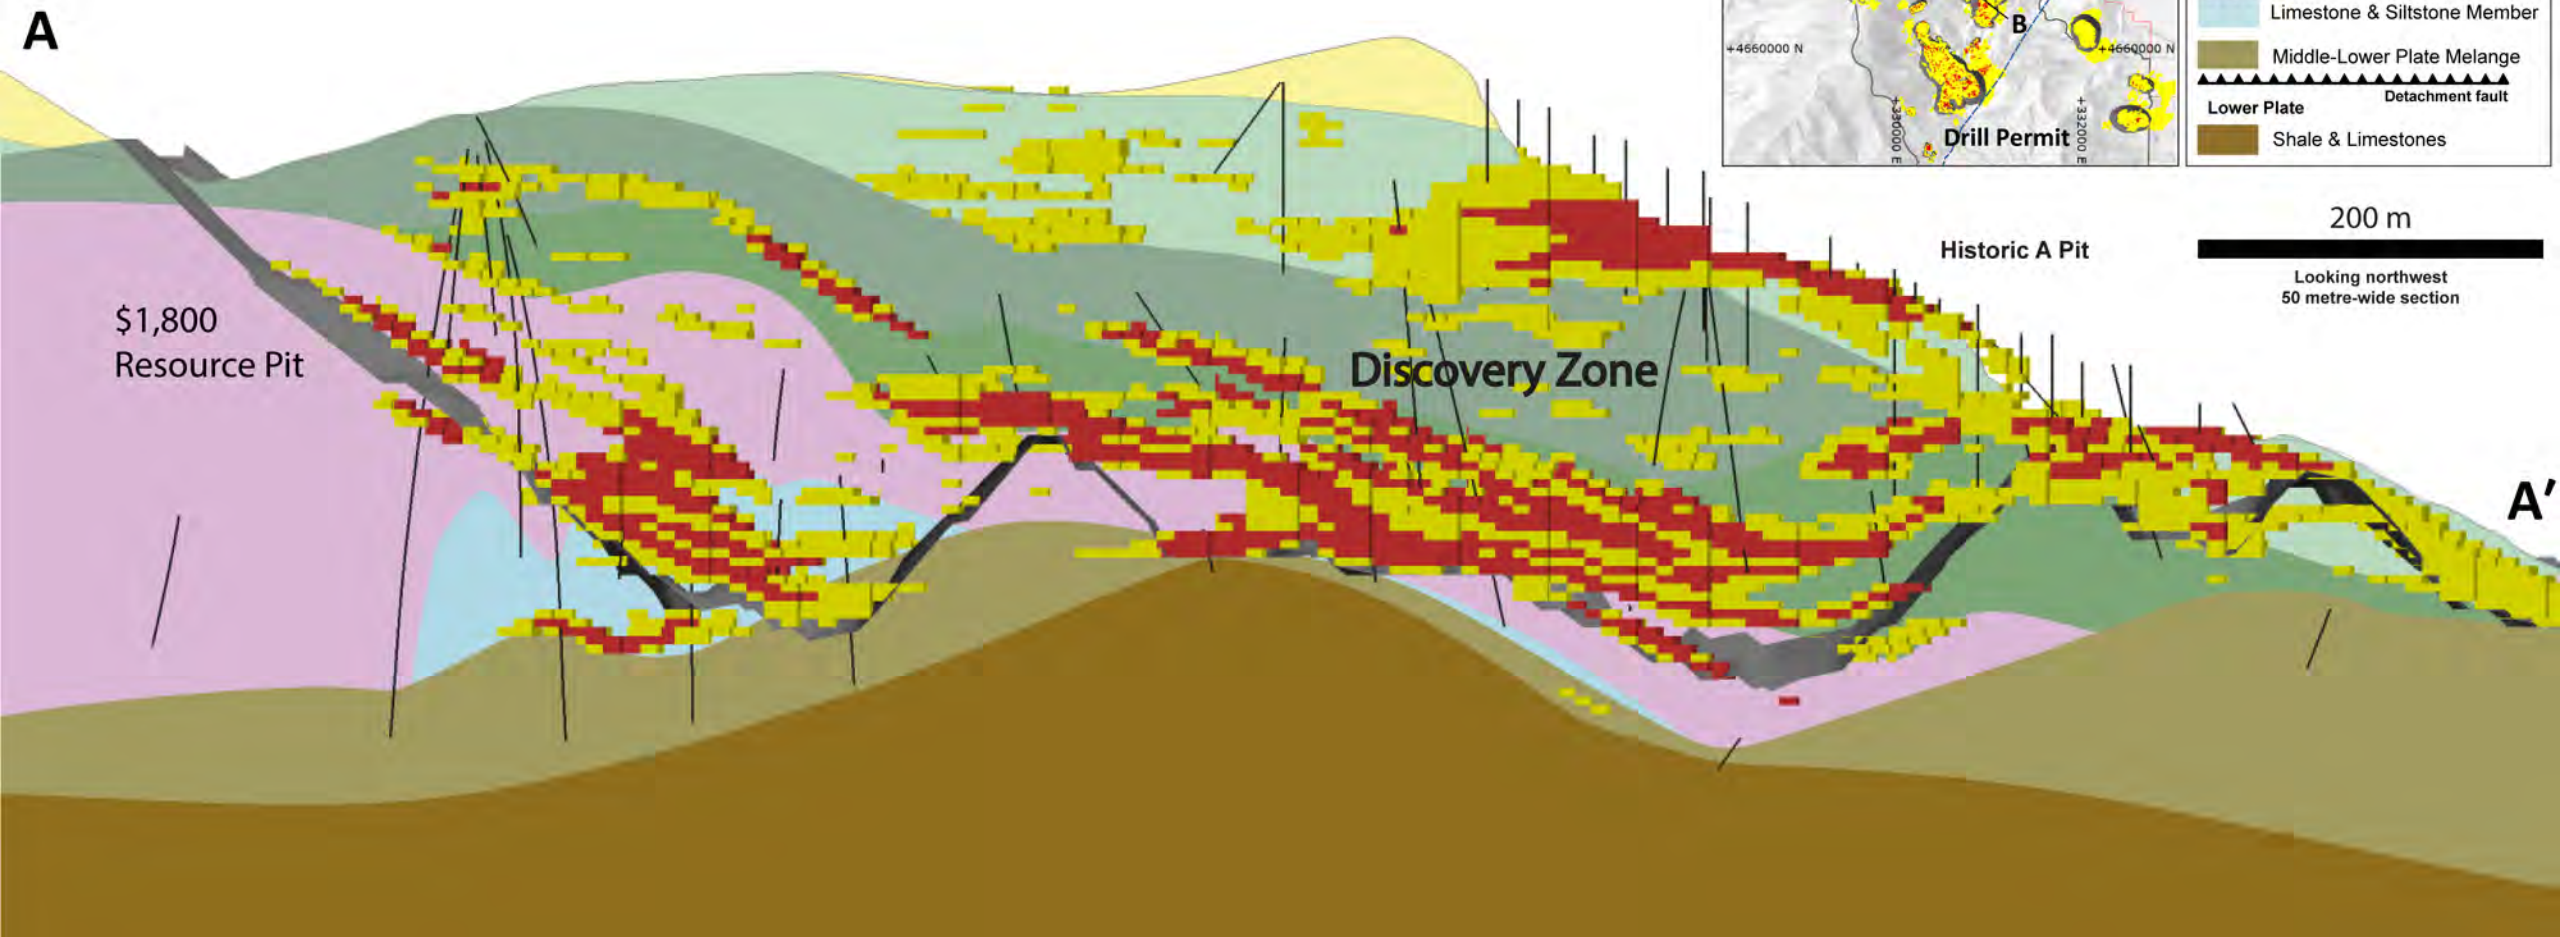 A
B
+4660000 N
+4660000 N
+330000 E
+332000 E
Drill Permit
Limestone & Siltstone Member
Middle-Lower Plate Melange
Detachment fault
Lower Plate
Shale & Limestones
200 m
Looking northwest
50 metre-wide section
Historic A Pit
$1,800
Resource Pit
Discovery Zone
A'